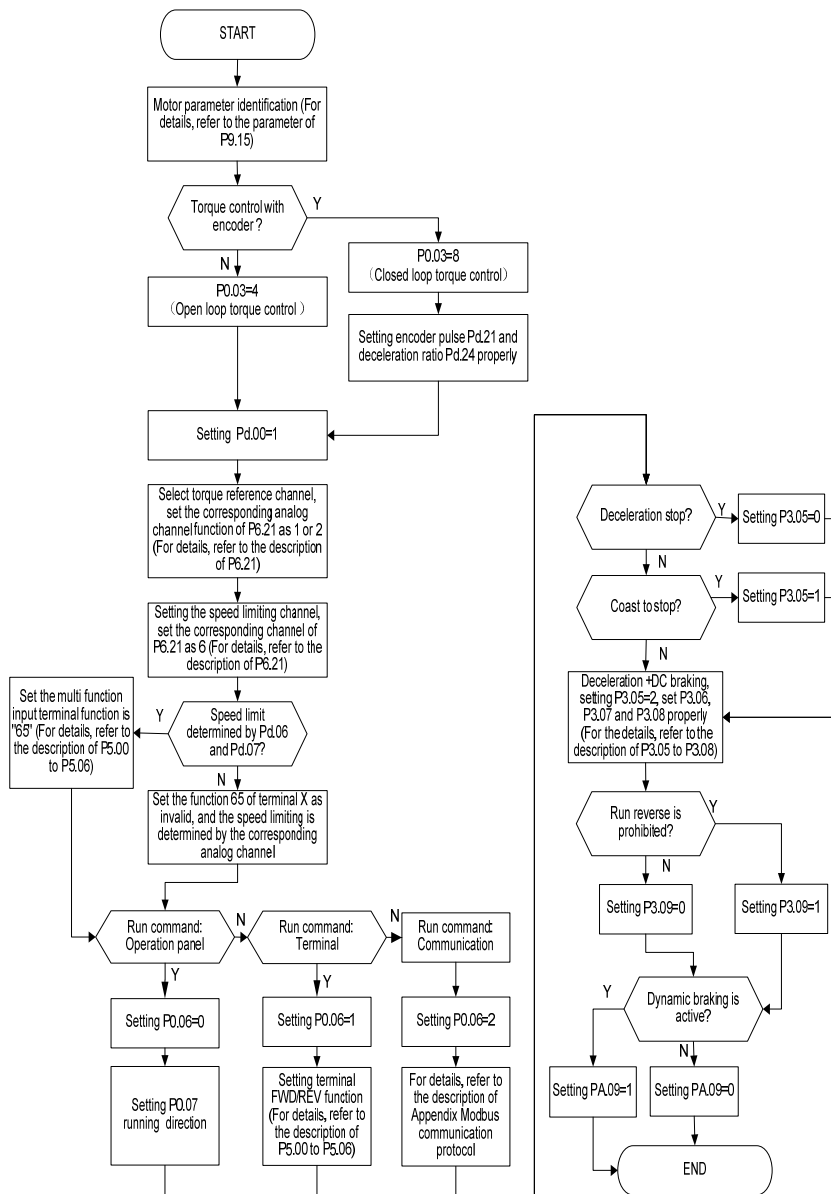 START
Motor parameter identification (For
details, refer to the parameter of
P9.15)
Torque control with
encoder?
Y
N
P0.03=8
(Closed loop torque control)
P0.03=4
(Open loop torque control)
Setting encoder pulse Pd.21 and
deceleration ratio Pd.24 properly
Setting Pd.00=1
Select torque reference channel,
set the corresponding analog
channel function of P6.21 as 1 or 2
(For details, refer to the description
of P6.21)
Setting the speed limiting channel,
set the corresponding channel of
P6.21 as 6 (For details, refer to the
description of P6.21)
Speed limit
determined by Pd.06
and Pd.07?
Y
N
Set the multi function
input terminal function is
"65" (For details, refer to
the description of P5.00
to P5.06)
Set the function 65 of terminal X as
invalid, and the speed limiting is
determined by the corresponding
analog channel
Run command:
Operation panel
N
Run command:
Terminal
N
Run command:
Communication
Y
Y
Setting P0.06=0
Setting P0.06=1
Setting P0.06=2
Setting P0.07
running direction
Setting terminal
FWD/REV function
(For details, refer to
the description of
P5.00 to P5.06)
For details, refer to
the description of
Appendix Modbus
communication
protocol
Deceleration stop?
Y
Setting P3.05=0
N
Coast to stop?
Y
Setting P3.05=1
N
Deceleration +DC braking,
setting P3.05=2, set P3.06,
P3.07 and P3.08 properly
(For the details, refer to the
description of P3.05 to P3.08)
Run reverse is
prohibited?
Y
N
Setting P3.09=0
Setting P3.09=1
Dynamic braking is
active?
Y
N
Setting PA.09=1
Setting PA.09=0
END